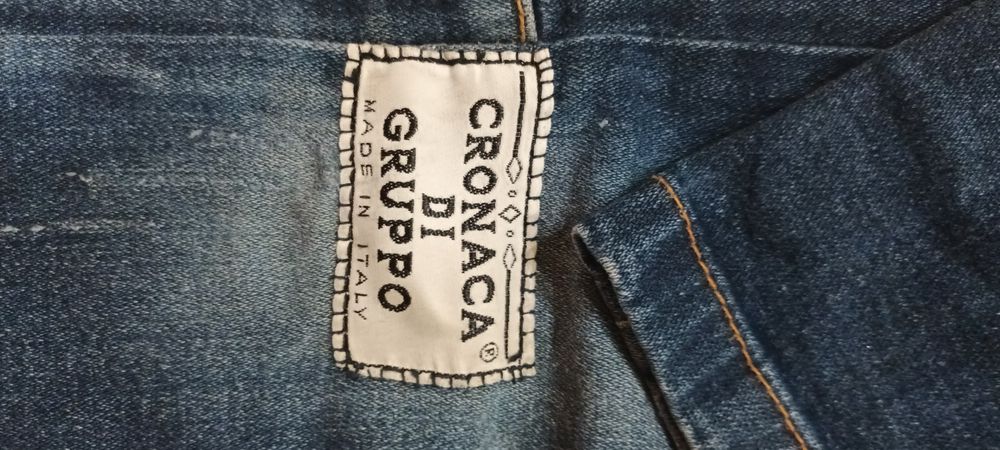 CRONACA®
DI
GRUPPO
MADE IN ITALY